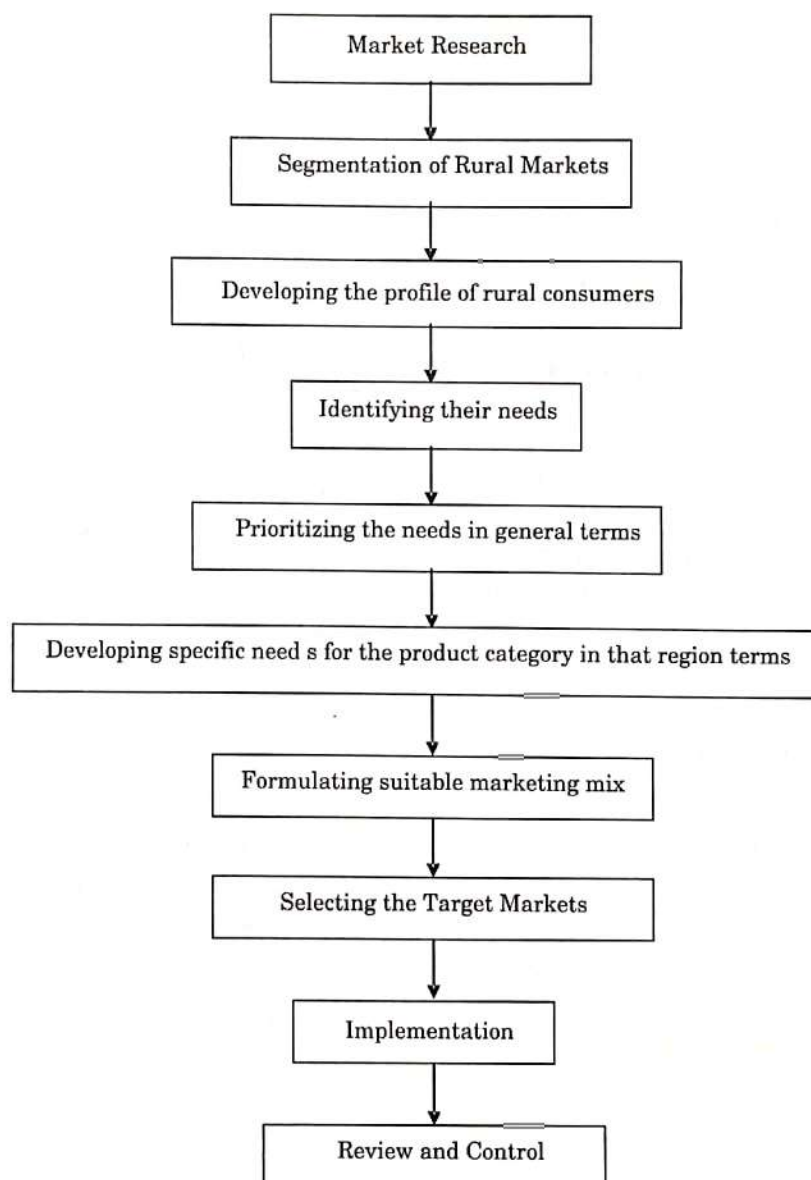 Market Research
Segmentation of Rural Markets
Developing the profile of rural consumers
Identifying their needs
Prioritizing the needs in general terms
Developing specific need s for the product category in that region terms
Formulating suitable marketing mix
Selecting the Target Markets
Implementation
Review and Control